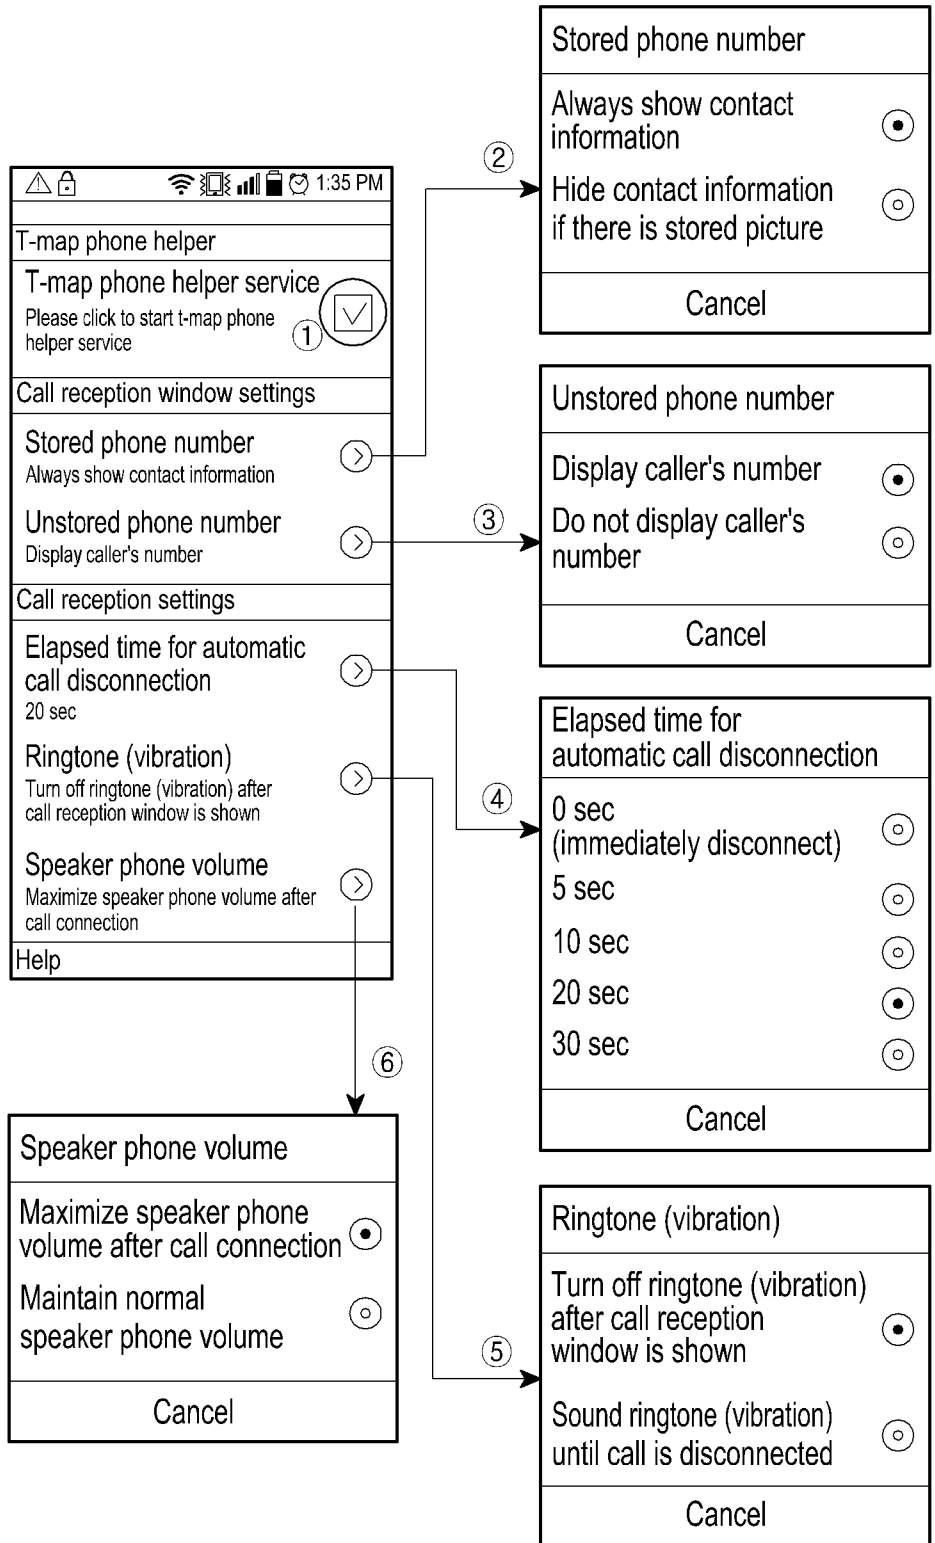 1:35 PM
T-map phone helper
T-map phone helper service
Please click to start t-map phone
helper service
①
Call reception window settings
Stored phone number
Always show contact information
Unstored phone number
Display caller's number
Call reception settings
Elapsed time for automatic
call disconnection
20 sec
Ringtone (vibration)
Turn off ringtone (vibration) after
call reception window is shown
Speaker phone volume
Maximize speaker phone volume after
call connection
Help
②
Stored phone number
Always show contact
information
Hide contact information
if there is stored picture
Cancel
③
Unstored phone number
Display caller's number
Do not display caller's
number
Cancel
④
Elapsed time for
automatic call disconnection
0 sec
(immediately disconnect)
5 sec
10 sec
20 sec
30 sec
Cancel
⑤
Ringtone (vibration)
Turn off ringtone (vibration)
after call reception
window is shown
Sound ringtone (vibration)
until call is disconnected
Cancel
⑥
Speaker phone volume
Maximize speaker phone
volume after call connection
Maintain normal
speaker phone volume
Cancel